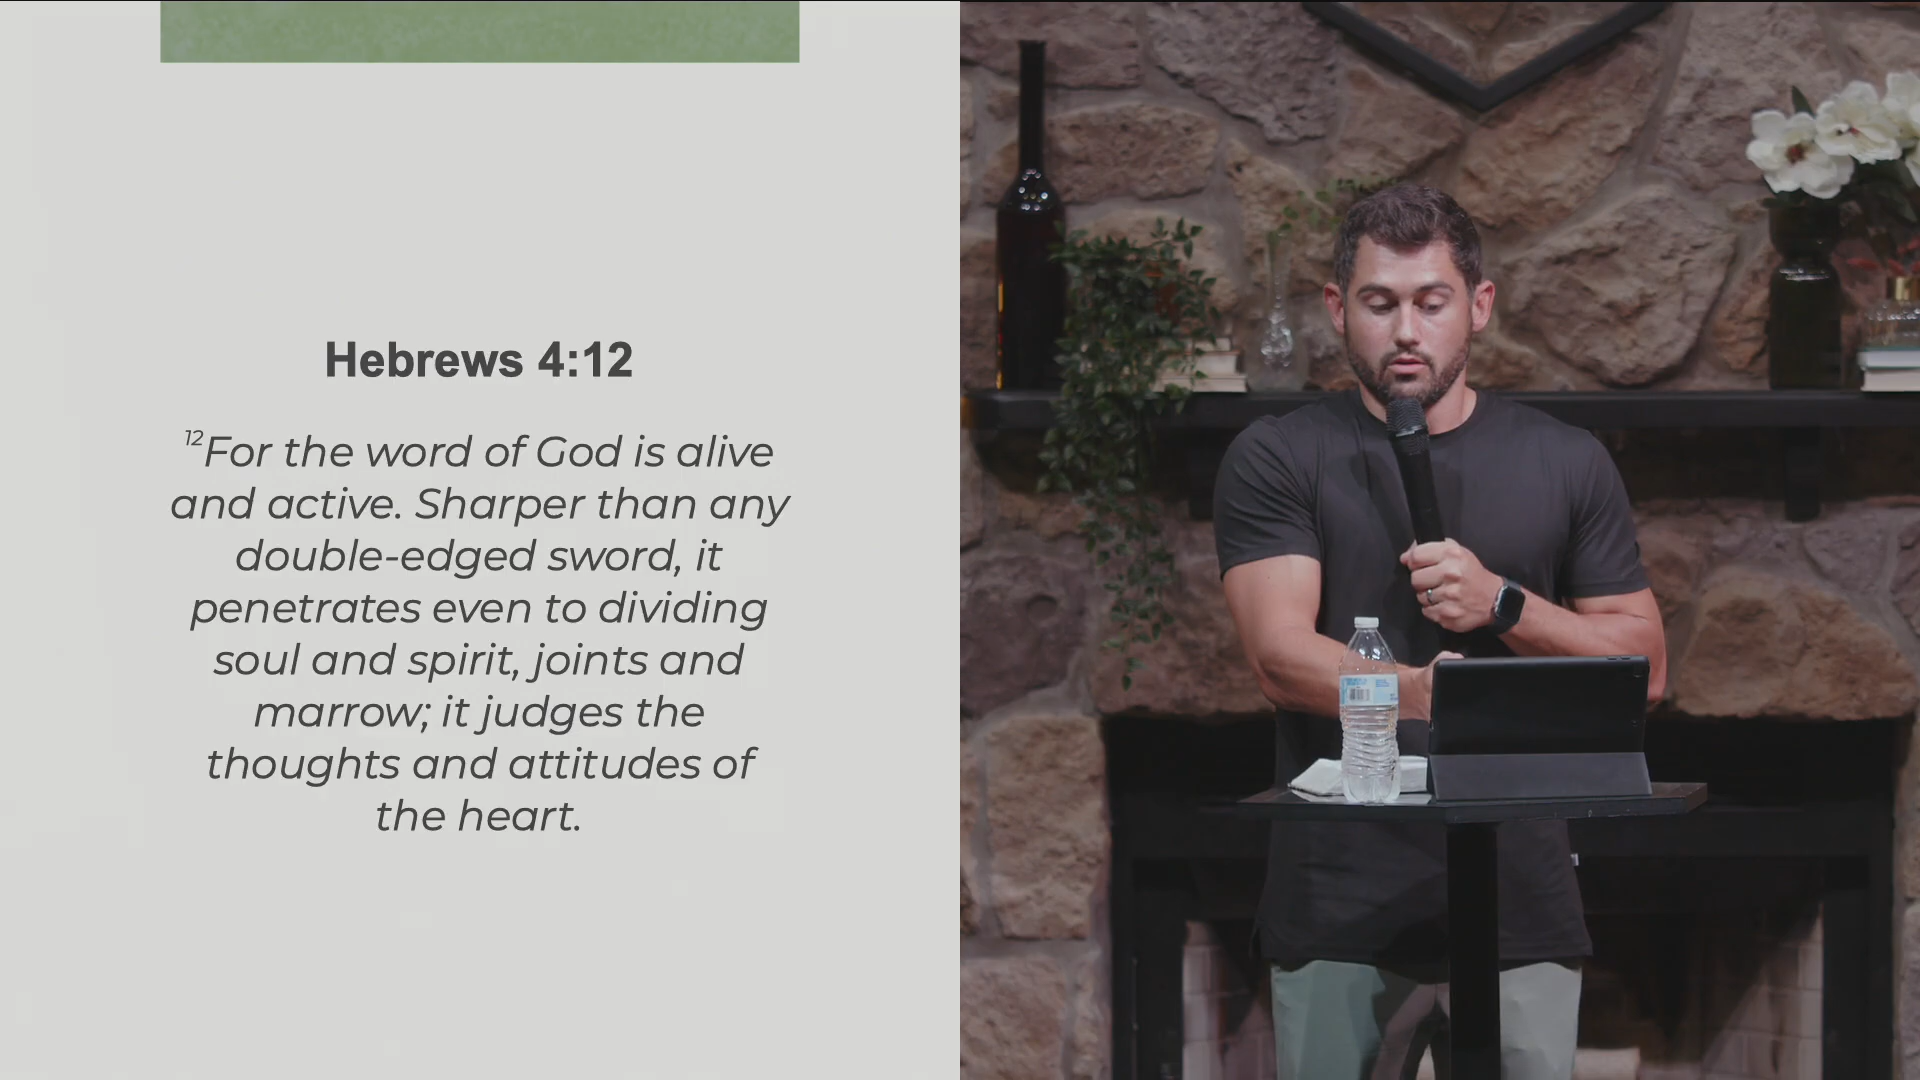 Hebrews 4:12
12For the word of God is alive
and active. Sharper than any
double-edged sword, it
penetrates even to dividing
soul and spirit, joints and
marrow; it judges the
thoughts and attitudes of
the heart.